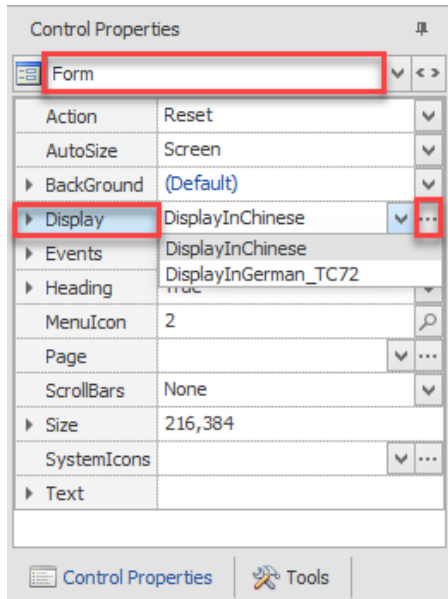 Control Properties
Form
Action Reset
AutoSize Screen
BackGround (Default)
Display DisplayInChinese
Events DisplayInChinese
DisplayInGerman_TC72
Heading True
MenuIcon 2
Page
ScrollBars None
Size 216,384
SystemIcons
Text
Control Properties Tools